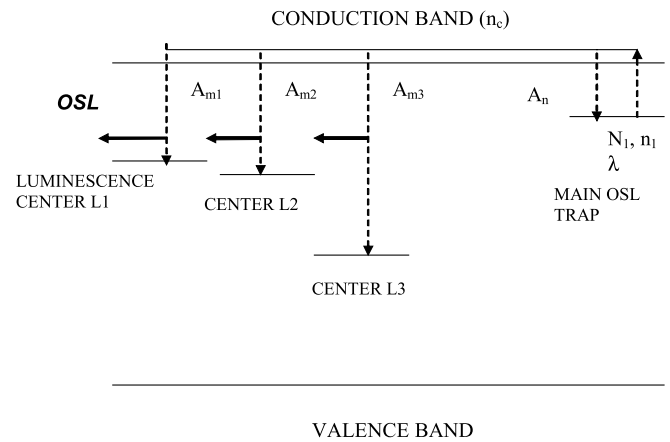 CONDUCTION BAND (nc)
OSL
Am1
Am2
Am3
An
N1, n1
λ
LUMINESCENCE
CENTER L1
CENTER L2
CENTER L3
MAIN OSL
TRAP
VALENCE BAND